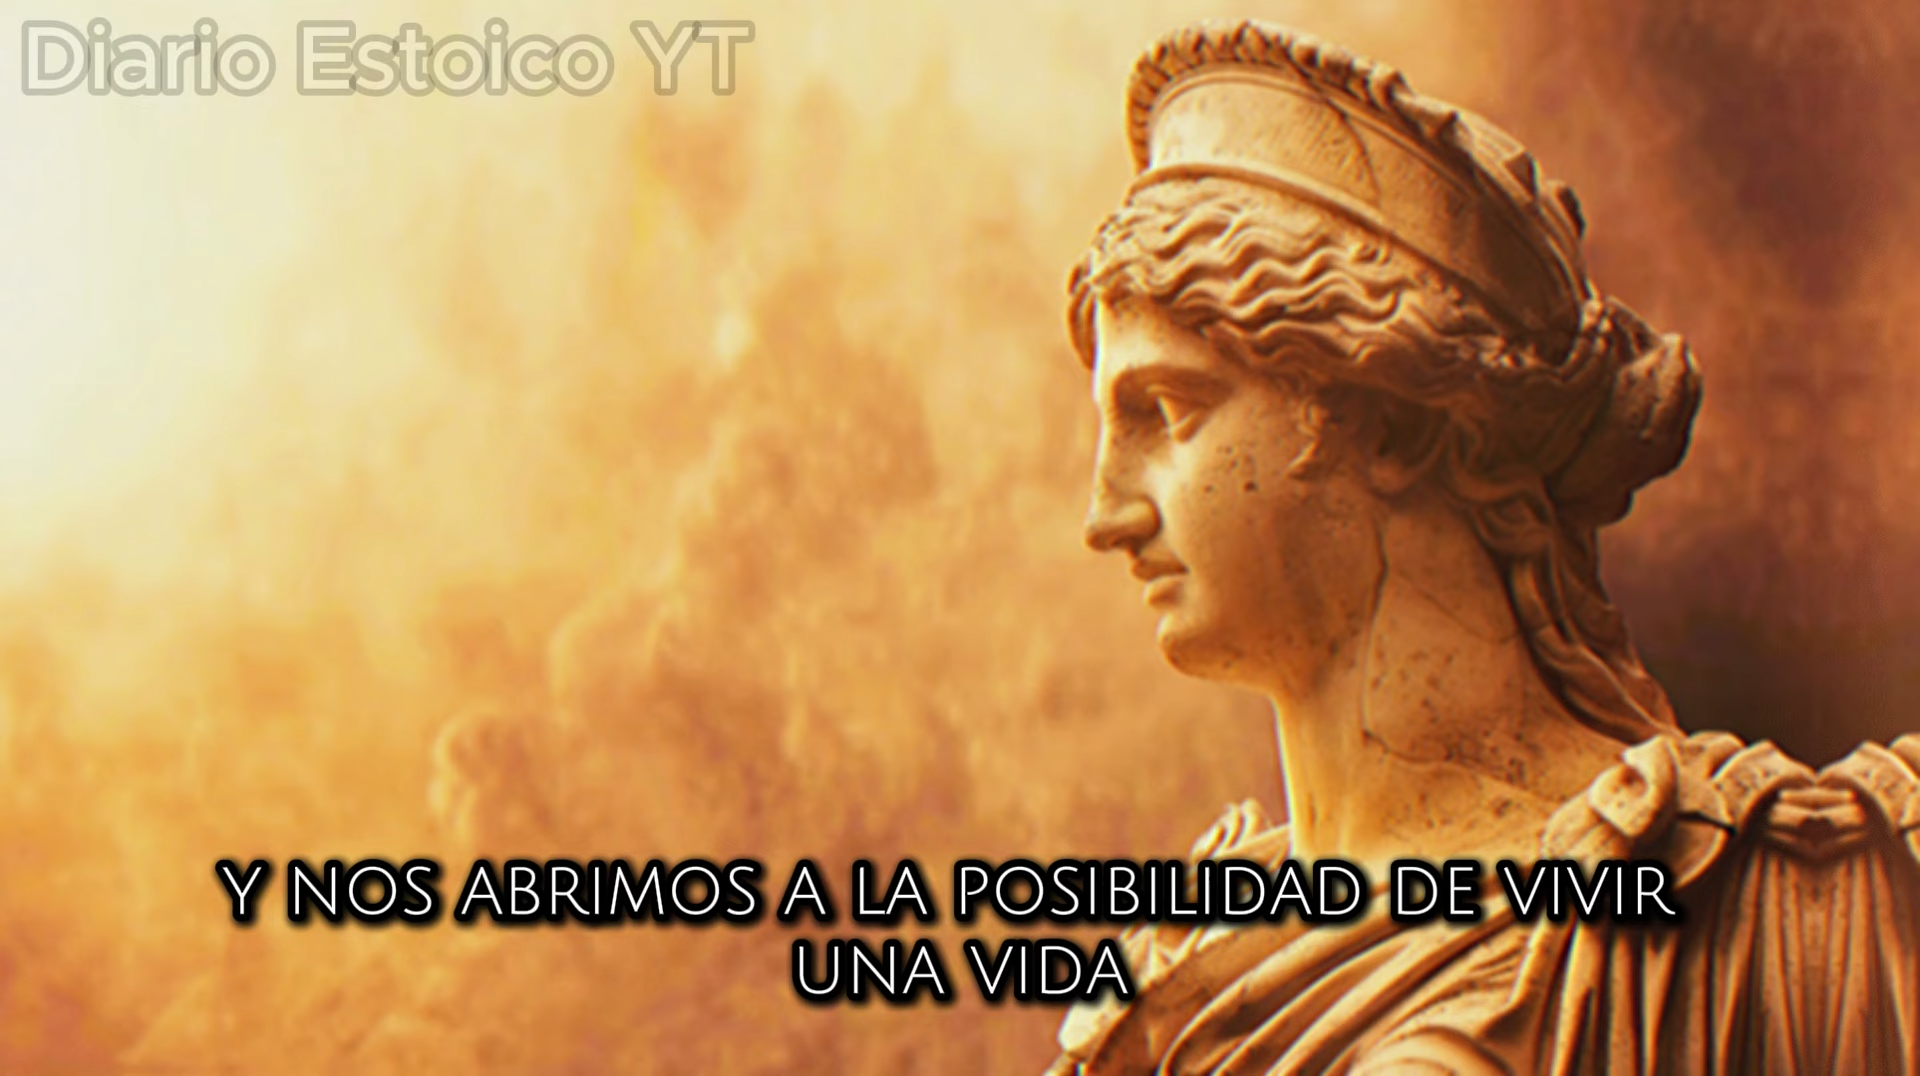 Diario Estoico YT
Y NOS ABRIMOS A LA POSIBILIDAD DE VIVIR
UNA VIDA